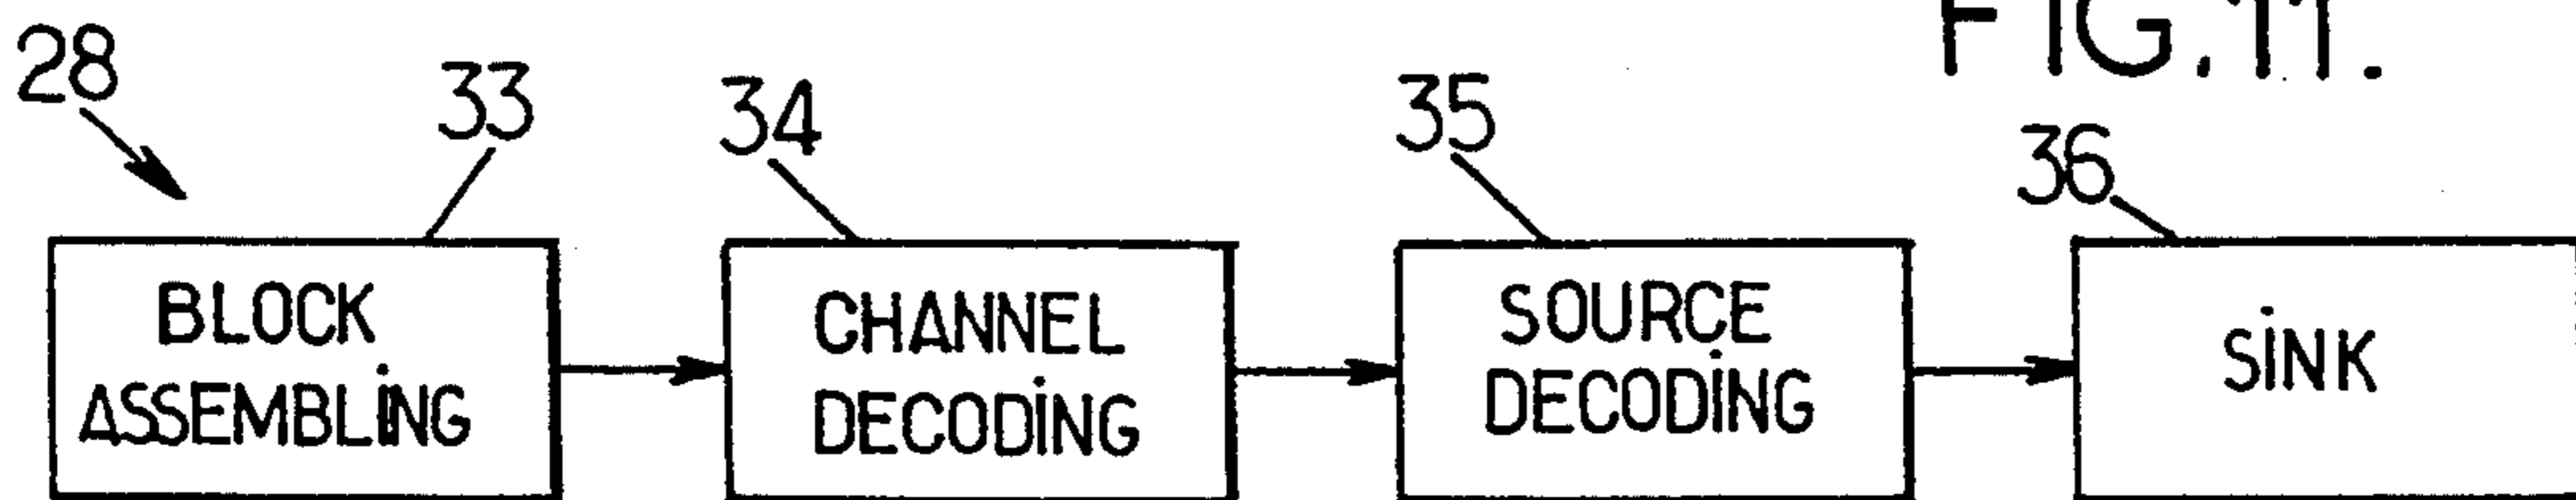 FIG.11.
28
33
34
35
36
BLOCK
ASSEMBLING
CHANNEL
DECODING
SOURCE
DECODING
SINK